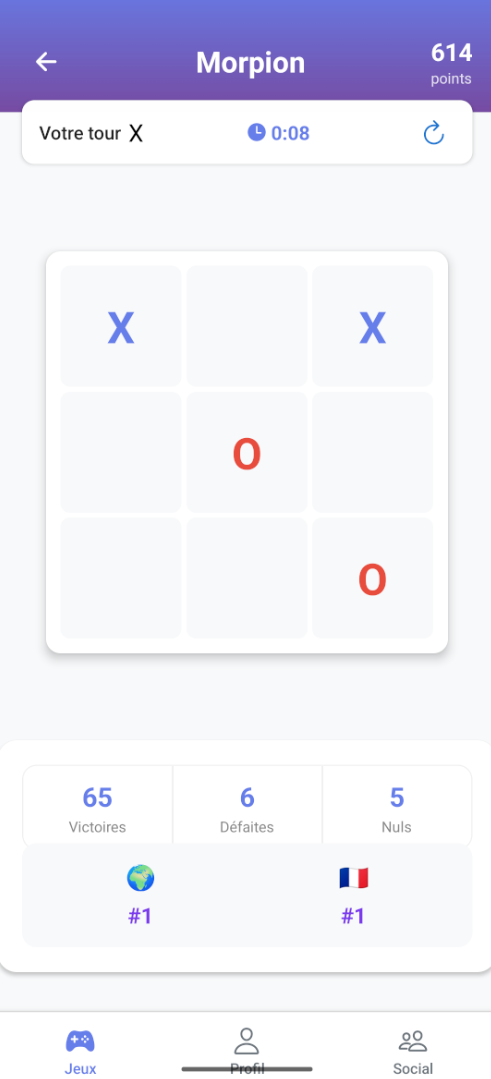 Morpion
614
points
Votre tour X
0:08
X X
O
O
65 6 5
Victoires Défaites Nuls
#1 #1
Jeux Profil Social